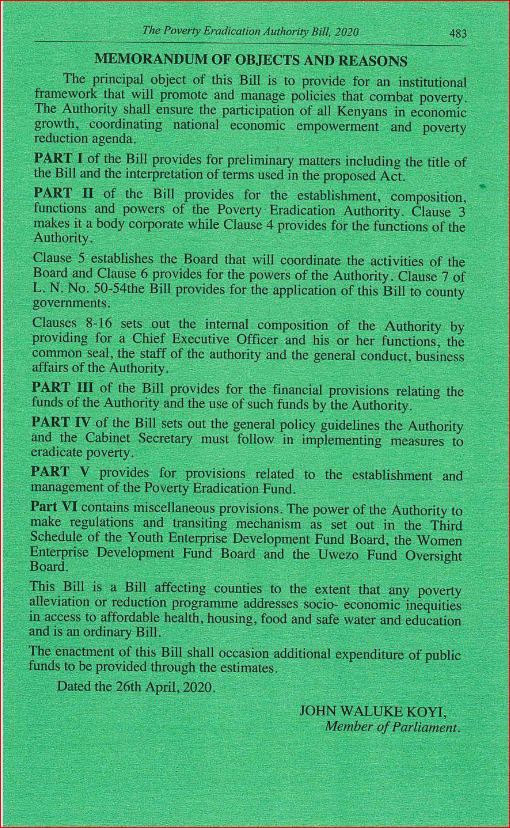 The Poverty Eradication Authority Bill, 2020 483
MEMORANDUM OF OBJECTS AND REASONS
The principal object of this Bill is to provide for an institutional
framework that will promote and manage policies that combat poverty.
The Authority shall ensure the participation of all Kenyans in economic
growth, coordinating national economic empowerment and poverty
reduction agenda.
PART I of the Bill provides for preliminary matters including the title of
the Bill and the interpretation of terms used in the proposed Act.
PART II of the Bill provides for the establishment, composition,
functions and powers of the Poverty Eradication Authority. Clause 3
makes it a body corporate while Clause 4 provides for the functions of the
Authority.
Clause 5 establishes the Board that will coordinate the activities of the
Board and Clause 6 provides for the powers of the Authority. Clause 7 of
L. N. No. 50-54the Bill provides for the application of this Bill to county
governments.
Clauses 8-16 sets out the internal composition of the Authority by
providing for a Chief Executive Officer and his or her functions, the
common seal, the staff of the authority and the general conduct, business
affairs of the Authority.
PART III of the Bill provides for the financial provisions relating the
funds of the Authority and the use of such funds by the Authority.
PART IV of the Bill sets out the general policy guidelines the Authority
and the Cabinet Secretary must follow in implementing measures to
eradicate poverty.
PART V provides for provisions related to the establishment and
management of the Poverty Eradication Fund.
Part VI contains miscellaneous provisions. The power of the Authority to
make regulations and transiting mechanism as set out in the Third
Schedule of the Youth Enterprise Development Fund Board, the Women
Enterprise Development Fund Board and the Uwezo Fund Oversight
Board.
This Bill is a Bill affecting counties to the extent that any poverty
alleviation or reduction programme addresses socio- economic inequities
in access to affordable health, housing, food and safe water and education
and is an ordinary Bill.
The enactment of this Bill shall occasion additional expenditure of public
funds to be provided through the estimates.
Dated the 26th April, 2020.
JOHN WALUKE KOYI,
Member of Parliament.